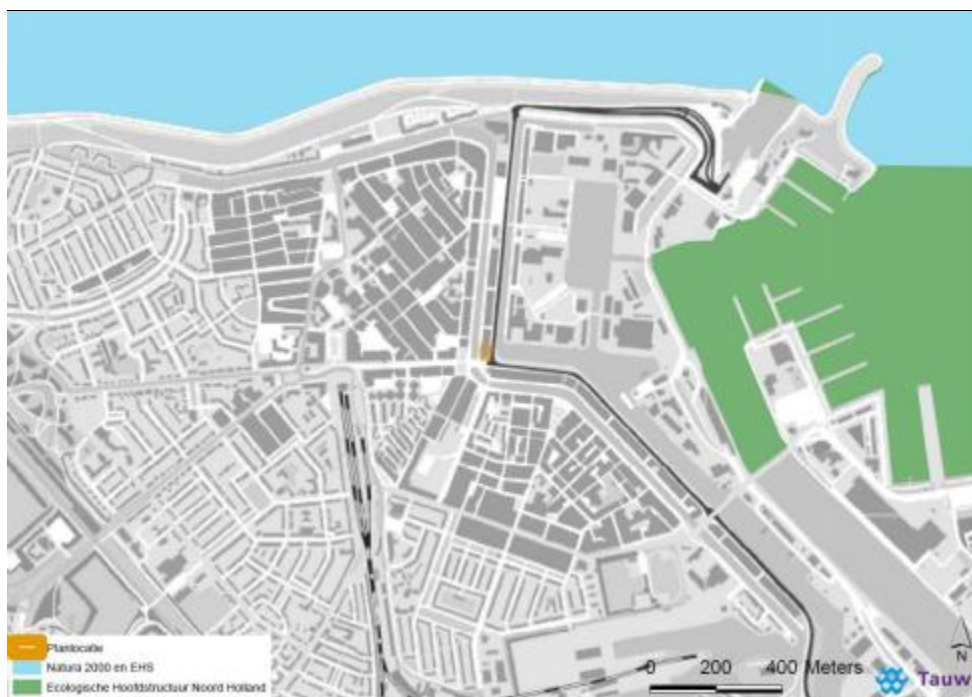 Planlocatie
Natura 2000 en EHS
Ecologische Hoofdstructuur Noord Holland
0 200 400 Meters
N
Tauw